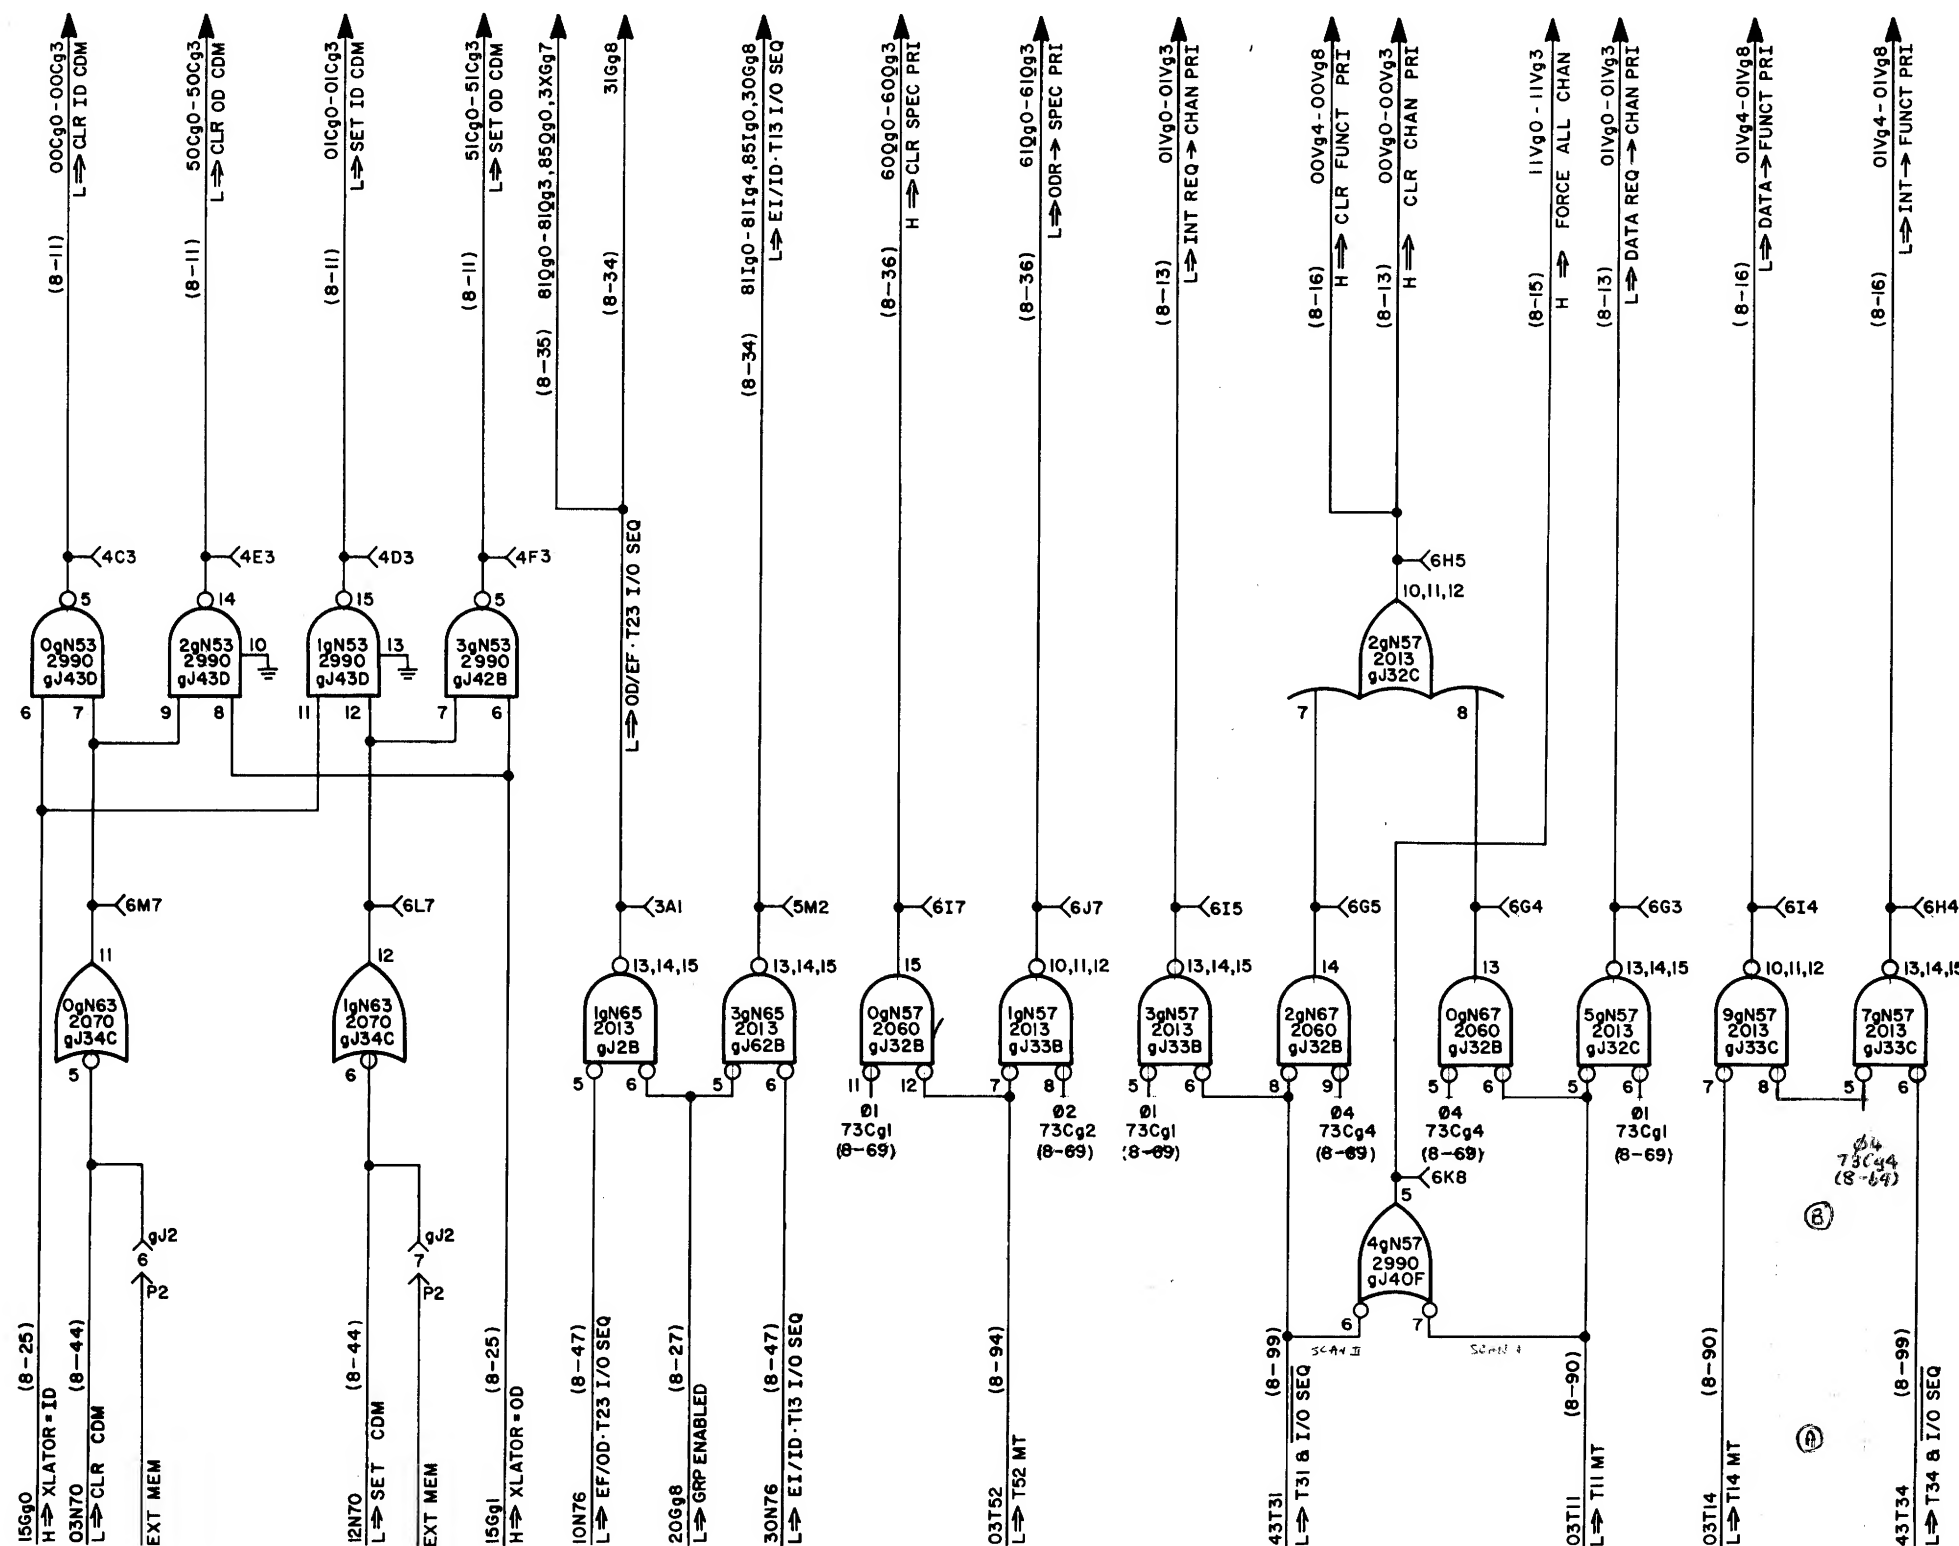 00Cg0-00Cg3
L⇒CLR ID CDM
50Cg0-50Cg3
L⇒CLR OD CDM
01Cg0-01Cg3
L⇒SET ID CDM
51Cg0-51Cg3
L⇒SET OD CDM
81Qg0-81Qg3,85Qg0,3XGg7
31Gg8
81Ig0-81Ig4,85Ig0,30Gg8
L⇒EI/ID·T13 I/O SEQ
60Qg0-60Qg3
H⇒CLR SPEC PRI
61Qg0-61Qg3
L⇒ODR→SPEC PRI
01Vg0-01Vg3
L⇒INT REQ→CHAN PRI
00Vg4-00Vg8
H⇒CLR FUNCT PRI
00Vg0-00Vg3
H⇒CLR CHAN PRI
11Vg0-11Vg3
H⇒FORCE ALL CHAN
01Vg0-01Vg3
L⇒DATA REQ→CHAN PRI
01Vg4-01Vg8
L⇒DATA→FUNCT PRI
01Vg4-01Vg8
L⇒INT→FUNCT PRI
(8-11)
(8-11)
(8-11)
(8-11)
(8-35)
(8-34)
(8-34)
(8-36)
(8-36)
(8-13)
(8-16)
(8-13)
(8-15)
(8-13)
(8-16)
(8-16)
L⇒OD/EF·T23 I/O SEQ
4C3
4E3
4D3
4F3
6H5
5
14
15
5
10,11,12
0gN53
2990
gJ43D
2gN53
2990
gJ43D
10
1gN53
2990
gJ43D
13
3gN53
2990
gJ42B
2gN57
2013
gJ32C
6
7
9
8
11
12
7
6
7
8
6M7
6L7
3A1
5M2
6I7
6J7
6I5
6G5
6G4
6G3
6I4
6H4
11
12
13,14,15
13,14,15
15
10,11,12
13,14,15
14
13
13,14,15
10,11,12
13,14,15
0gN63
2070
gJ34C
1gN63
2070
gJ34C
1gN65
2013
gJ2B
3gN65
2013
gJ62B
0gN57
2060
gJ32B
1gN57
2013
gJ33B
3gN57
2013
gJ33B
2gN67
2060
gJ32B
0gN67
2060
gJ32B
5gN57
2013
gJ32C
9gN57
2013
gJ33C
7gN57
2013
gJ33C
5
6
5
6
5
6
11
12
7
8
5
6
8
9
5
6
5
6
7
8
5
6
Ø1
73Cg1
(8-69)
Ø2
73Cg2
(8-69)
Ø1
73Cg1
(8-69)
Ø4
73Cg4
(8-69)
Ø4
73Cg4
(8-69)
Ø1
73Cg1
(8-69)
Ø4
73Cg4
(8-69)
B
A
6K8
5
4gN57
2990
gJ40F
6
7
SCAN II
SCAN I
gJ2
6
P2
gJ2
7
P2
(8-25)
15Gg0
H⇒XLATOR=ID
(8-44)
03N70
L⇒CLR CDM
EXT MEM
(8-44)
12N70
L⇒SET CDM
EXT MEM
(8-25)
15Gg1
H⇒XLATOR=OD
(8-47)
10N76
L⇒EF/OD·T23 I/O SEQ
(8-27)
20Gg8
L⇒GRP ENABLED
(8-47)
30N76
L⇒EI/ID·T13 I/O SEQ
(8-94)
03T52
L⇒T52 MT
(8-99)
43T31
L⇒T31 & I/O SEQ
(8-90)
03T11
L⇒T11 MT
(8-90)
03T14
L⇒T14 MT
(8-99)
43T34
L⇒T34 & I/O SEQ